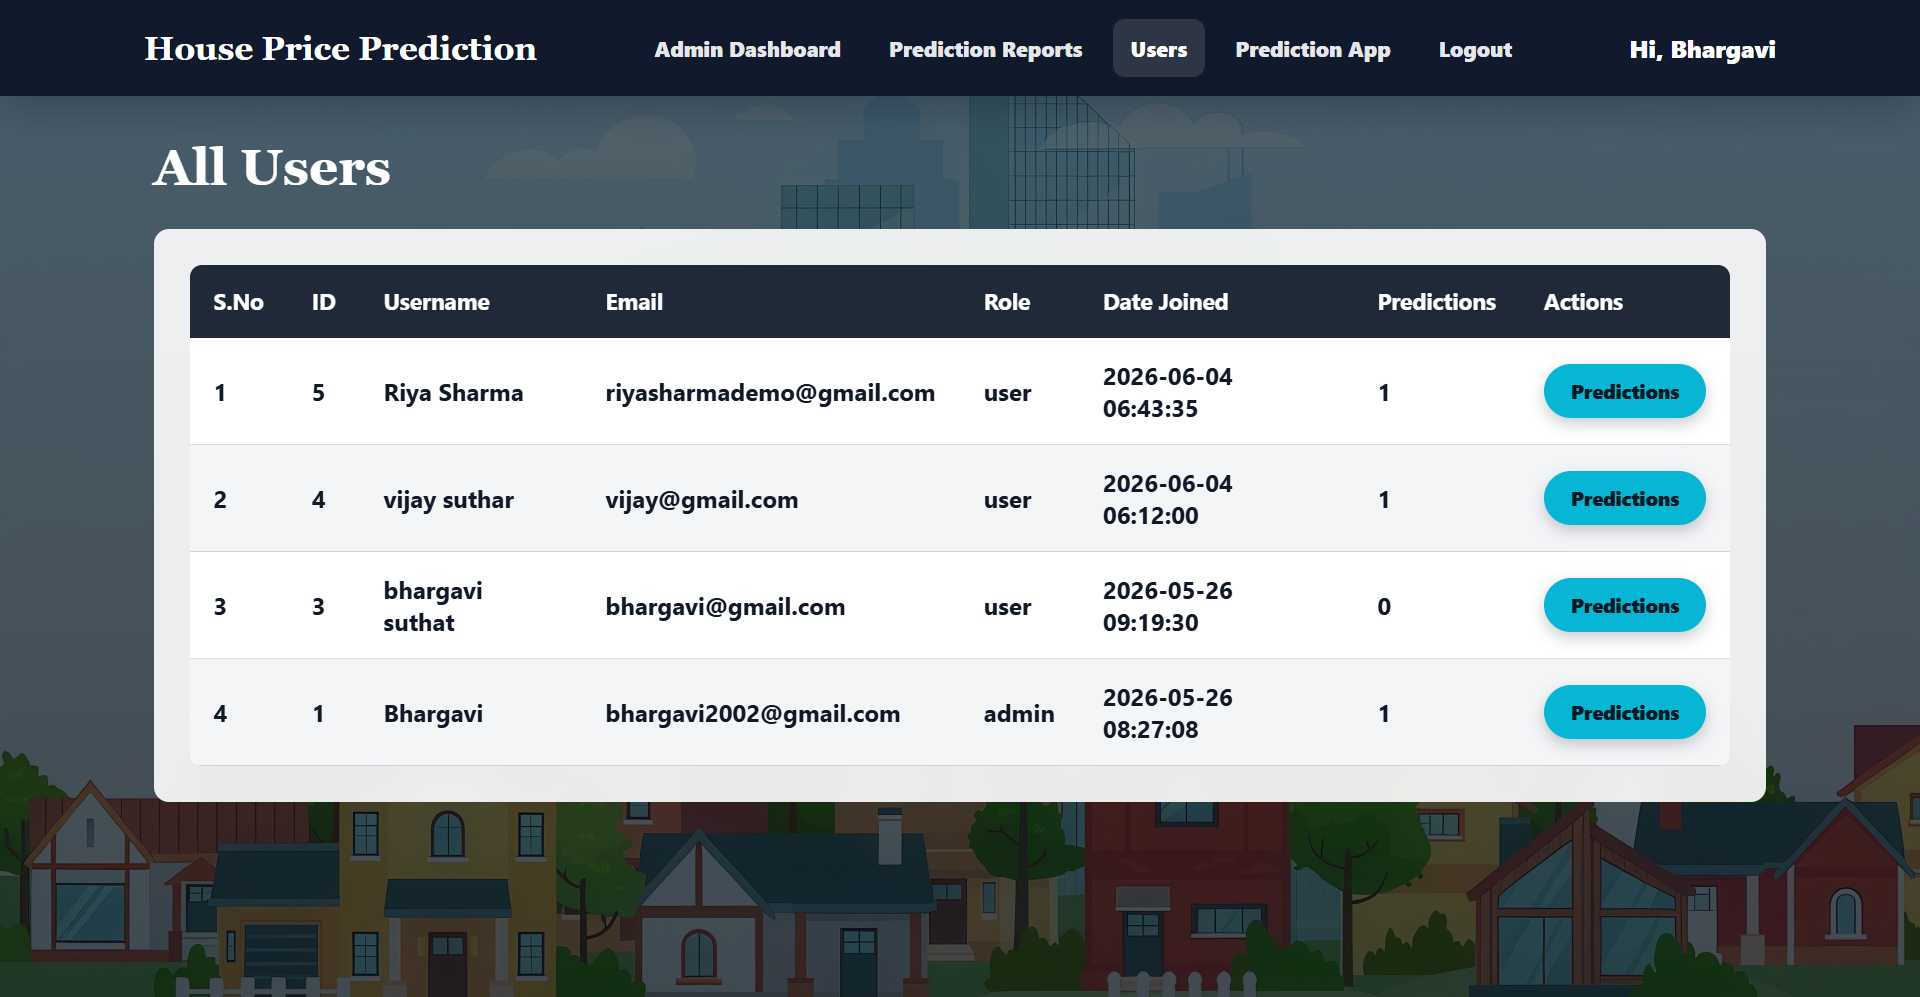 House Price Prediction Admin Dashboard Prediction Reports Users Prediction App Logout Hi, Bhargavi
All Users
S.No ID Username Email Role Date Joined Predictions Actions
1 5 Riya Sharma riyasharmademo@gmail.com user 2026-06-04 06:43:35 1 Predictions
2 4 vijay suthar vijay@gmail.com user 2026-06-04 06:12:00 1 Predictions
3 3 bhargavi suthat bhargavi@gmail.com user 2026-05-26 09:19:30 0 Predictions
4 1 Bhargavi bhargavi2002@gmail.com admin 2026-05-26 08:27:08 1 Predictions